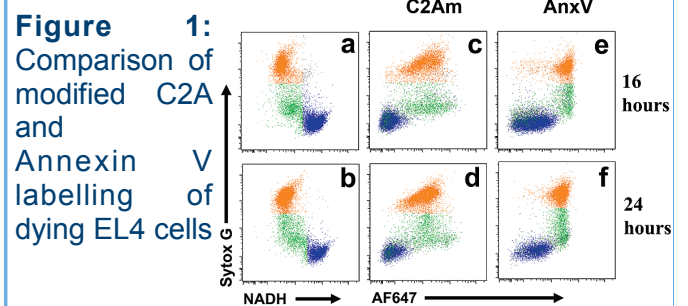 Figure 1:
Comparison of
modified C2A
and
Annexin V
labelling of
dying EL4 cells
C2Am AnxV
a c e
16
hours
b d f
24
hours
Sytox G
NADH AF647